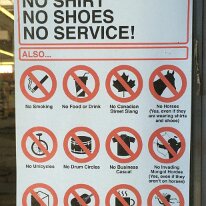 NO SHIRT
NO SHOES
NO SERVICE!
ALSO...
No Smoking
No Food or Drink
No Canadian
Street Slang
No Horses
(Yes, even if they
are wearing shirts
and shoes)
No Unicycles
No Drum Circles
No Business
Casual
No Invading
Mongol Hordes
(Yes, even if they
aren't on horses)